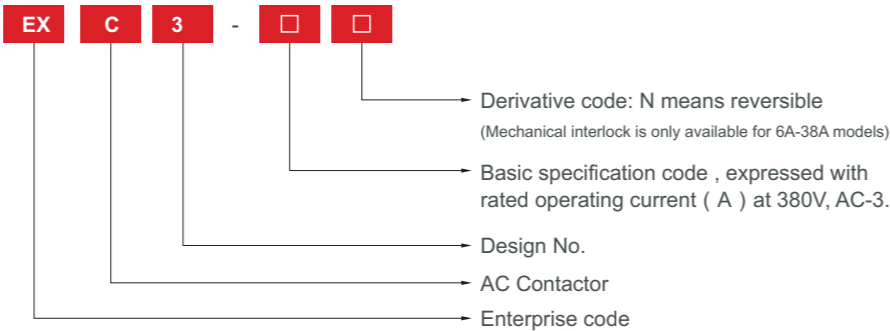 EX C 3 - □ □
Derivative code: N means reversible
(Mechanical interlock is only available for 6A-38A models)
Basic specification code , expressed with
rated operating current ( A ) at 380V, AC-3.
Design No.
AC Contactor
Enterprise code